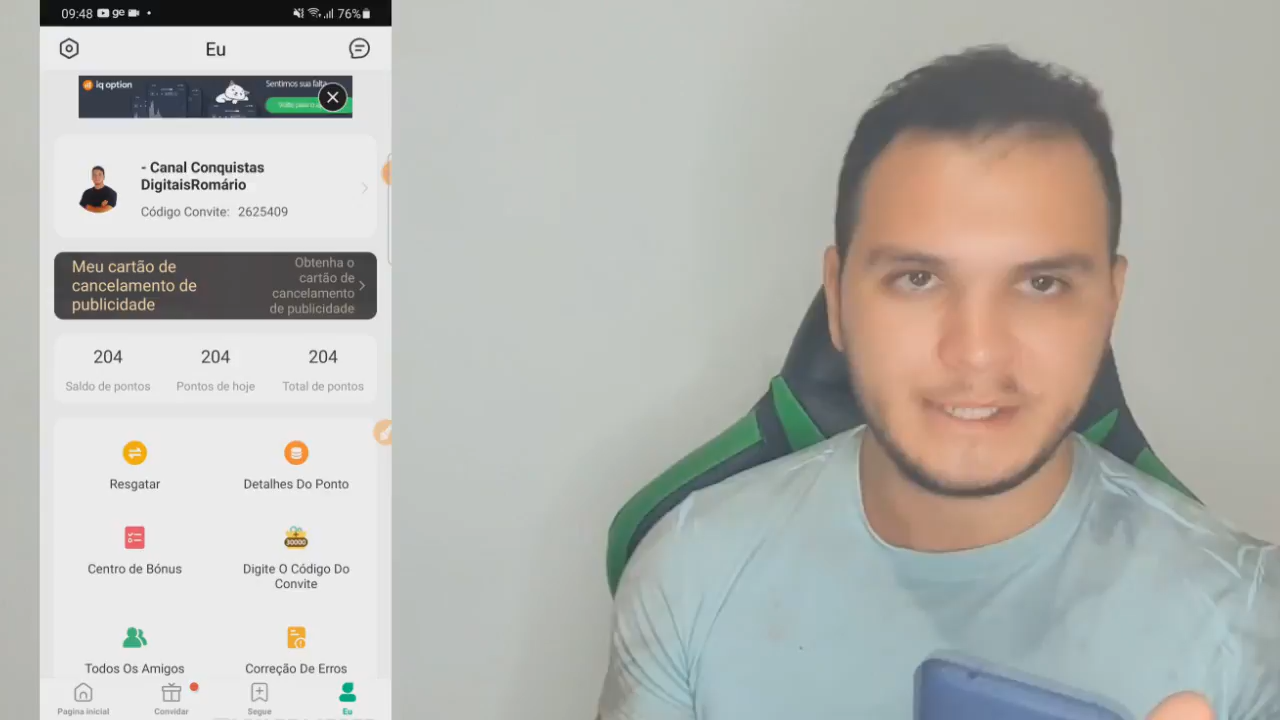 09:48 ge 76%
Eu
iq option
Sentimos sua falta
- Canal Conquistas
DigitaisRomário
Código Convite: 2625409
Meu cartão de
cancelamento de
publicidade
Obtenha o
cartão de
cancelamento
de publicidade
204 204 204
Saldo de pontos Pontos de hoje Total de pontos
Resgatar Detalhes Do Ponto
30000
Centro de Bónus Digite O Código Do
Convite
Todos Os Amigos Correção De Erros
Pagina inicial Convidar Segue Eu